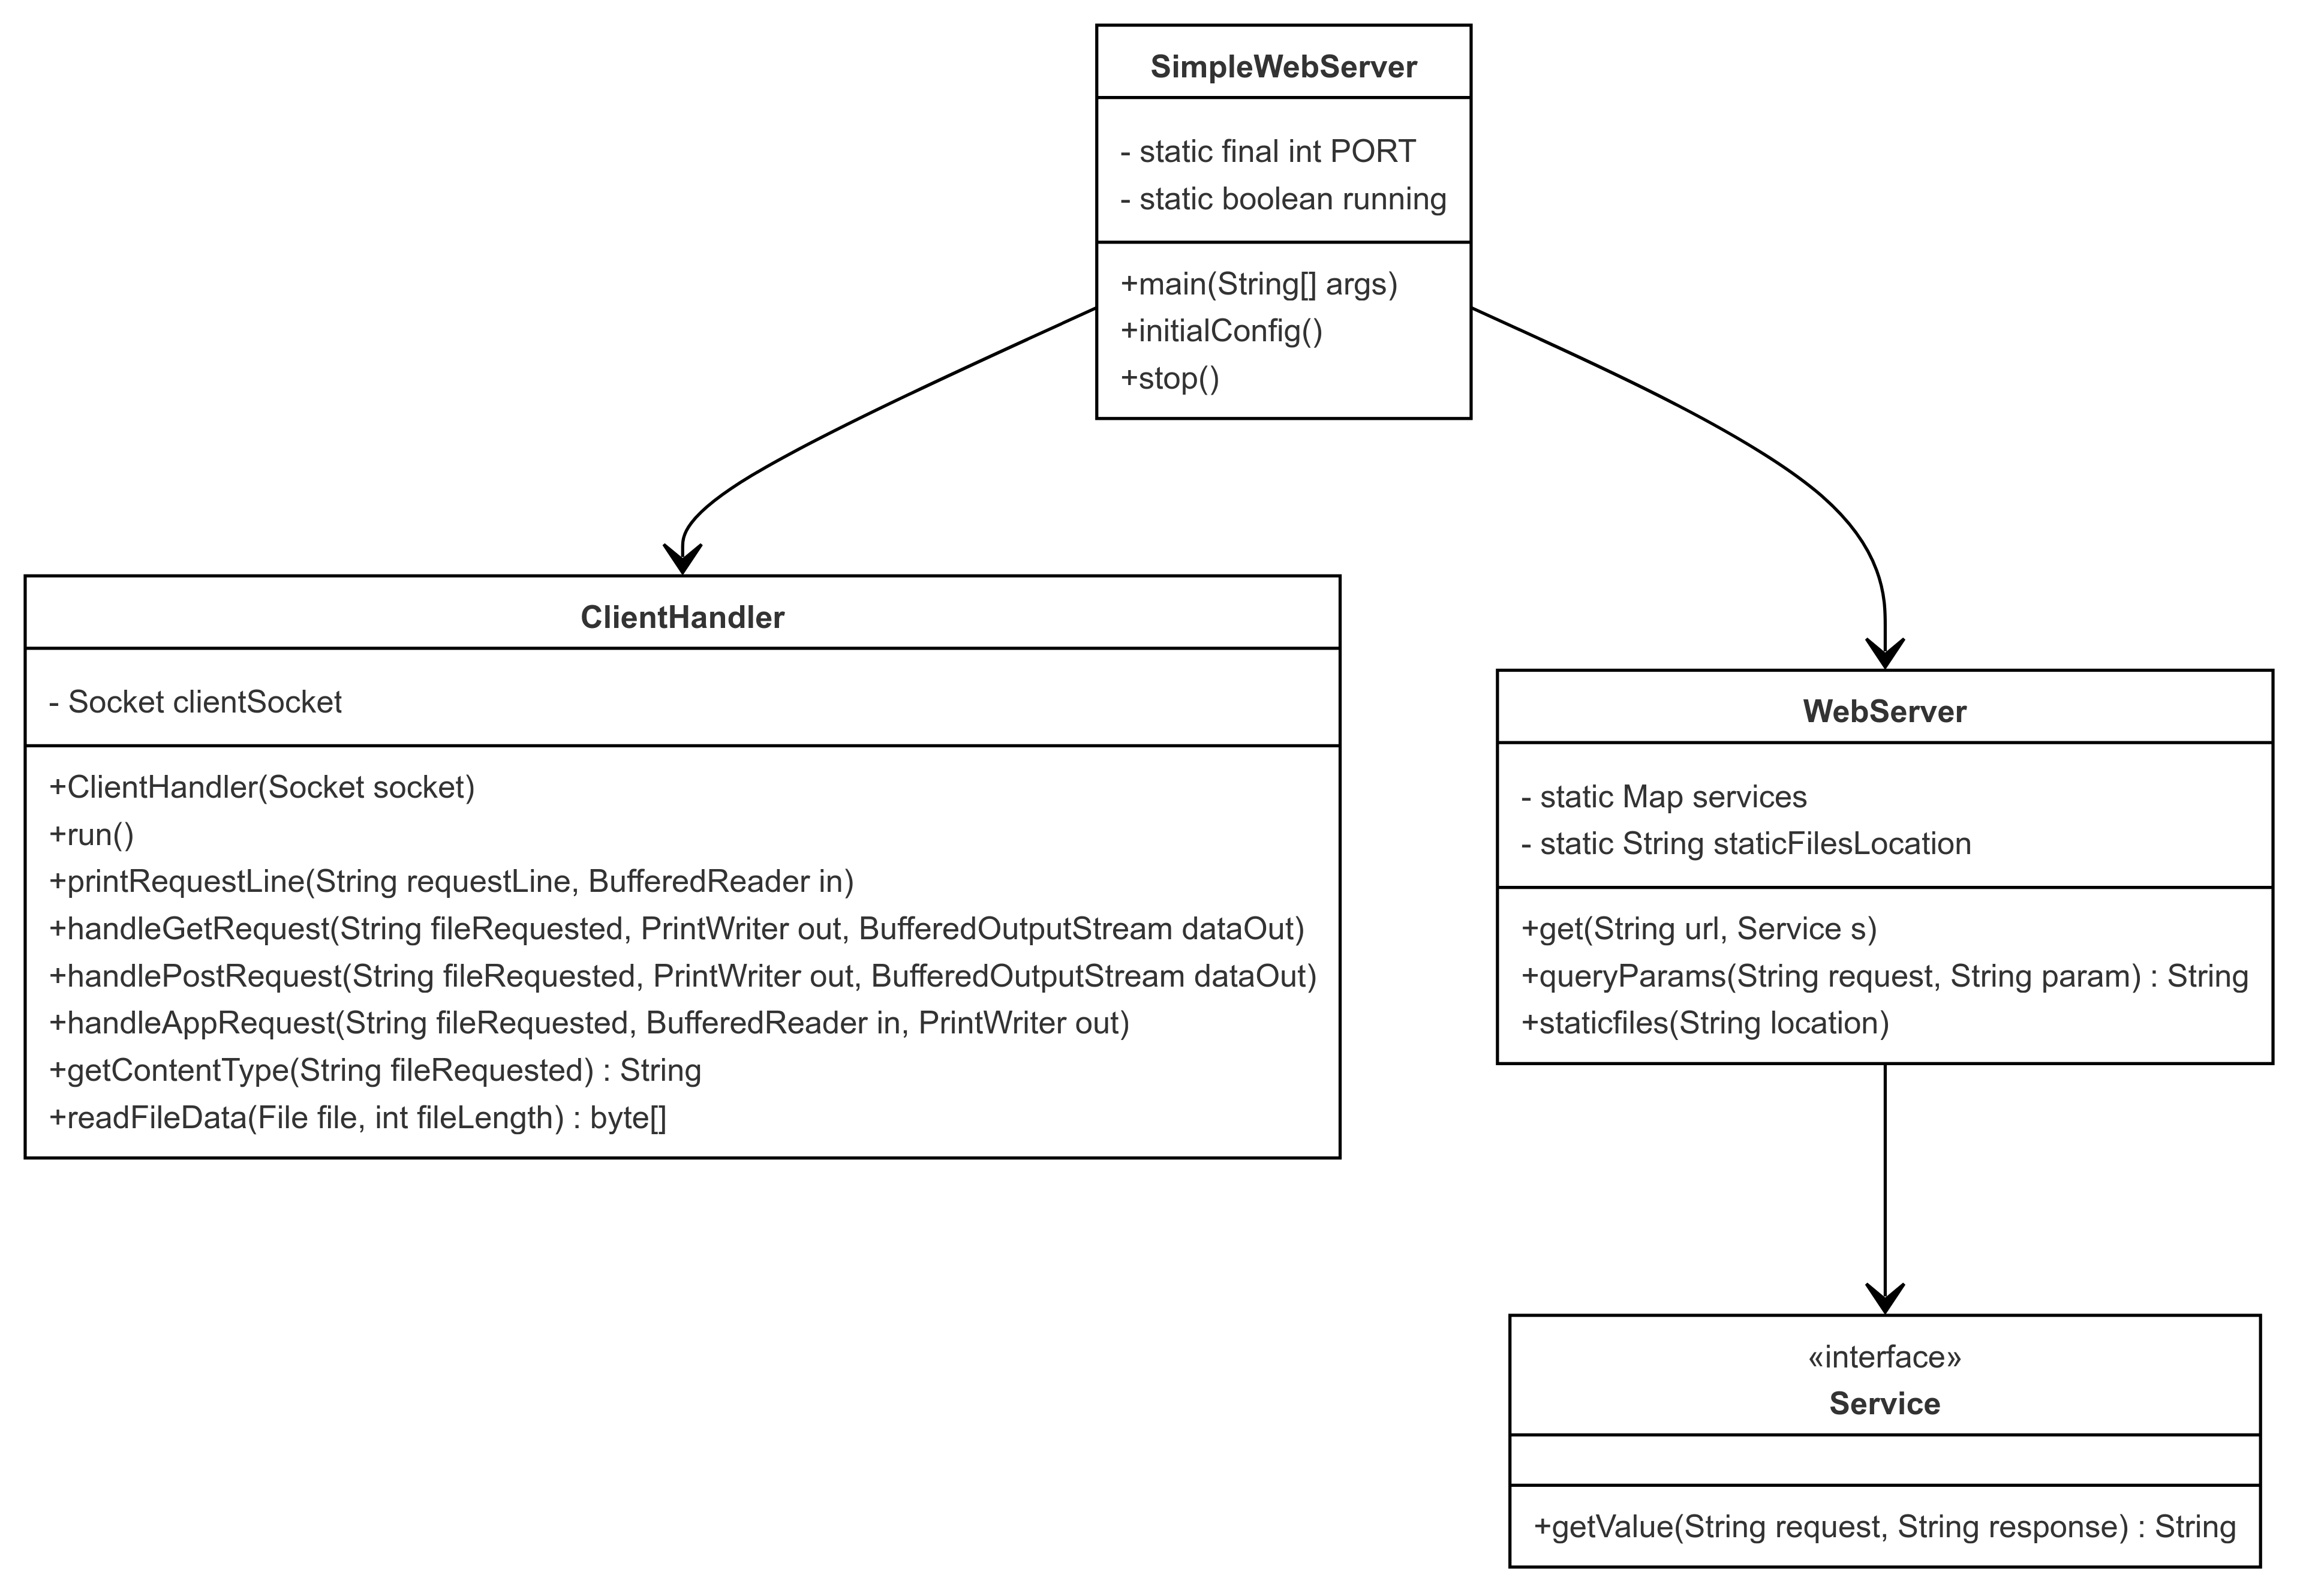 SimpleWebServer
- static final int PORT
- static boolean running
+main(String[] args)
+initialConfig()
+stop()
ClientHandler
- Socket clientSocket
+ClientHandler(Socket socket)
+run()
+printRequestLine(String requestLine, BufferedReader in)
+handleGetRequest(String fileRequested, PrintWriter out, BufferedOutputStream dataOut)
+handlePostRequest(String fileRequested, PrintWriter out, BufferedOutputStream dataOut)
+handleAppRequest(String fileRequested, BufferedReader in, PrintWriter out)
+getContentType(String fileRequested) : String
+readFileData(File file, int fileLength) : byte[]
WebServer
- static Map services
- static String staticFilesLocation
+get(String url, Service s)
+queryParams(String request, String param) : String
+staticfiles(String location)
«interface»
Service
+getValue(String request, String response) : String